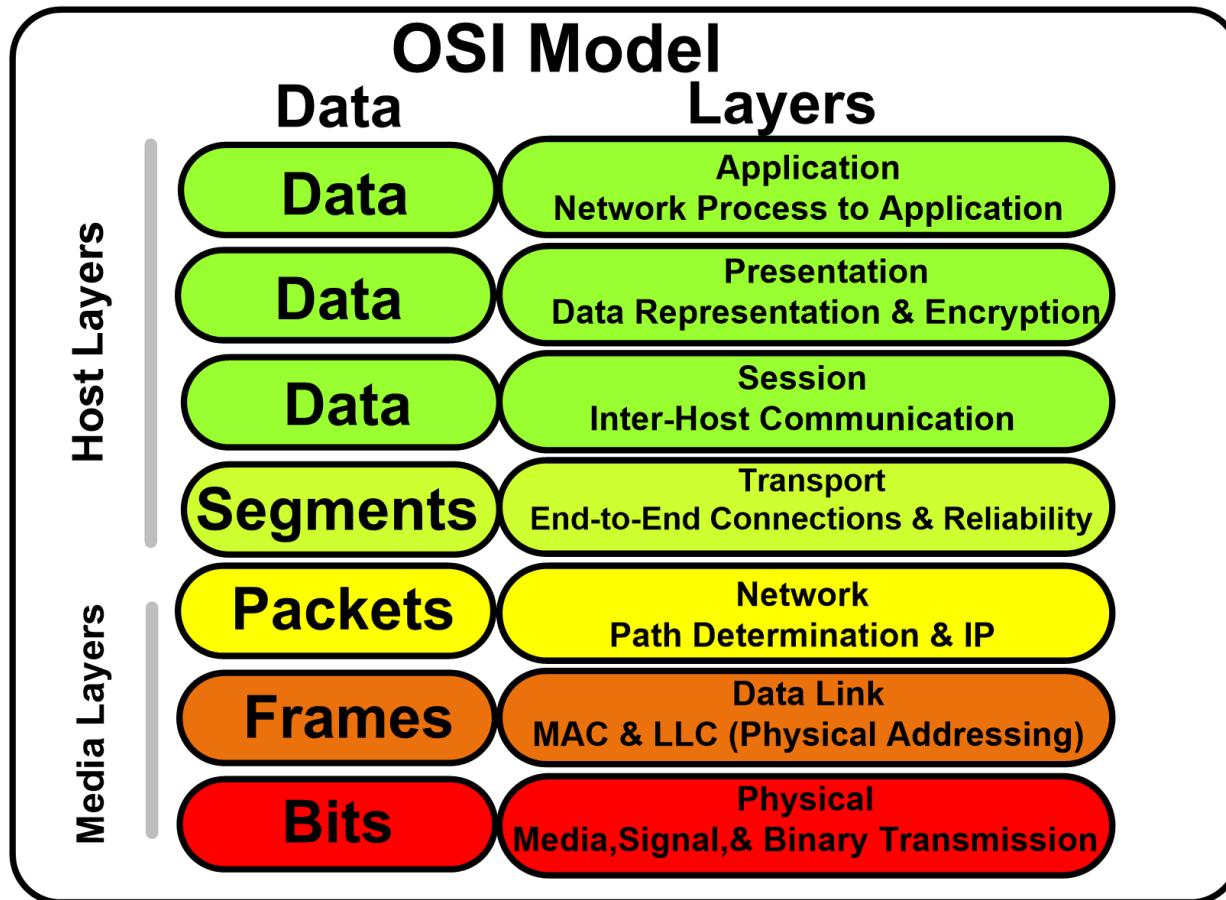 OSI Model
Data
Layers
Host Layers
Data
Application
Network Process to Application
Data
Presentation
Data Representation & Encryption
Data
Session
Inter-Host Communication
Segments
Transport
End-to-End Connections & Reliability
Media Layers
Packets
Network
Path Determination & IP
Frames
Data Link
MAC & LLC (Physical Addressing)
Bits
Physical
Media,Signal,& Binary Transmission